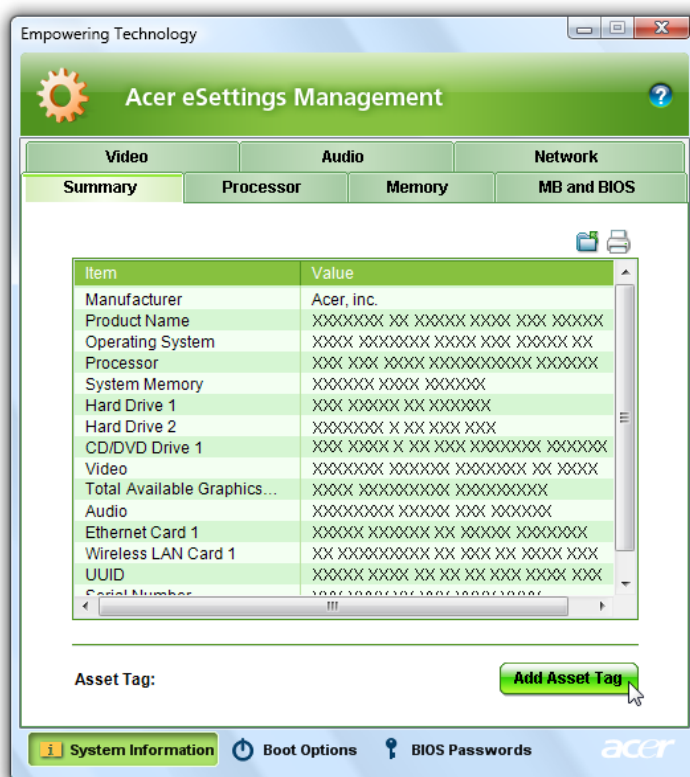 Empowering Technology
Acer eSettings Management
Video Audio Network
Summary Processor Memory MB and BIOS
Item Value
Manufacturer Acer, inc.
Product Name XXXXXXX XX XXXXX XXXX XXX XXXXX
Operating System XXXX XXXXXXX XXXX XXX XXXXX XX
Processor XXX XXX XXXX XXXXXXXXXX XXXXXX
System Memory XXXXXX XXXX XXXXXX
Hard Drive 1 XXX XXXXX XX XXXXXX
Hard Drive 2 XXXXXXX X XX XXX XXX
CD/DVD Drive 1 XXX XXXX X XX XXX XXXXXXX XXXXXX
Video XXXXXXX XXXXXX XXXXXXX XX XXXX
Total Available Graphics... XXXX XXXXXXXXX XXXXXXXXX
Audio XXXXXXXX XXXXX XXX XXXXXX
Ethernet Card 1 XXXXXX XXXXXX XX XXXXX XXXXXXX
Wireless LAN Card 1 XX XXXXXXXXX XX XXX XX XXXX XXX
UUID XXXXX XXXX XX XX XX XXX XXXX XXX
Serial Number
Asset Tag: Add Asset Tag
System Information Boot Options BIOS Passwords acer